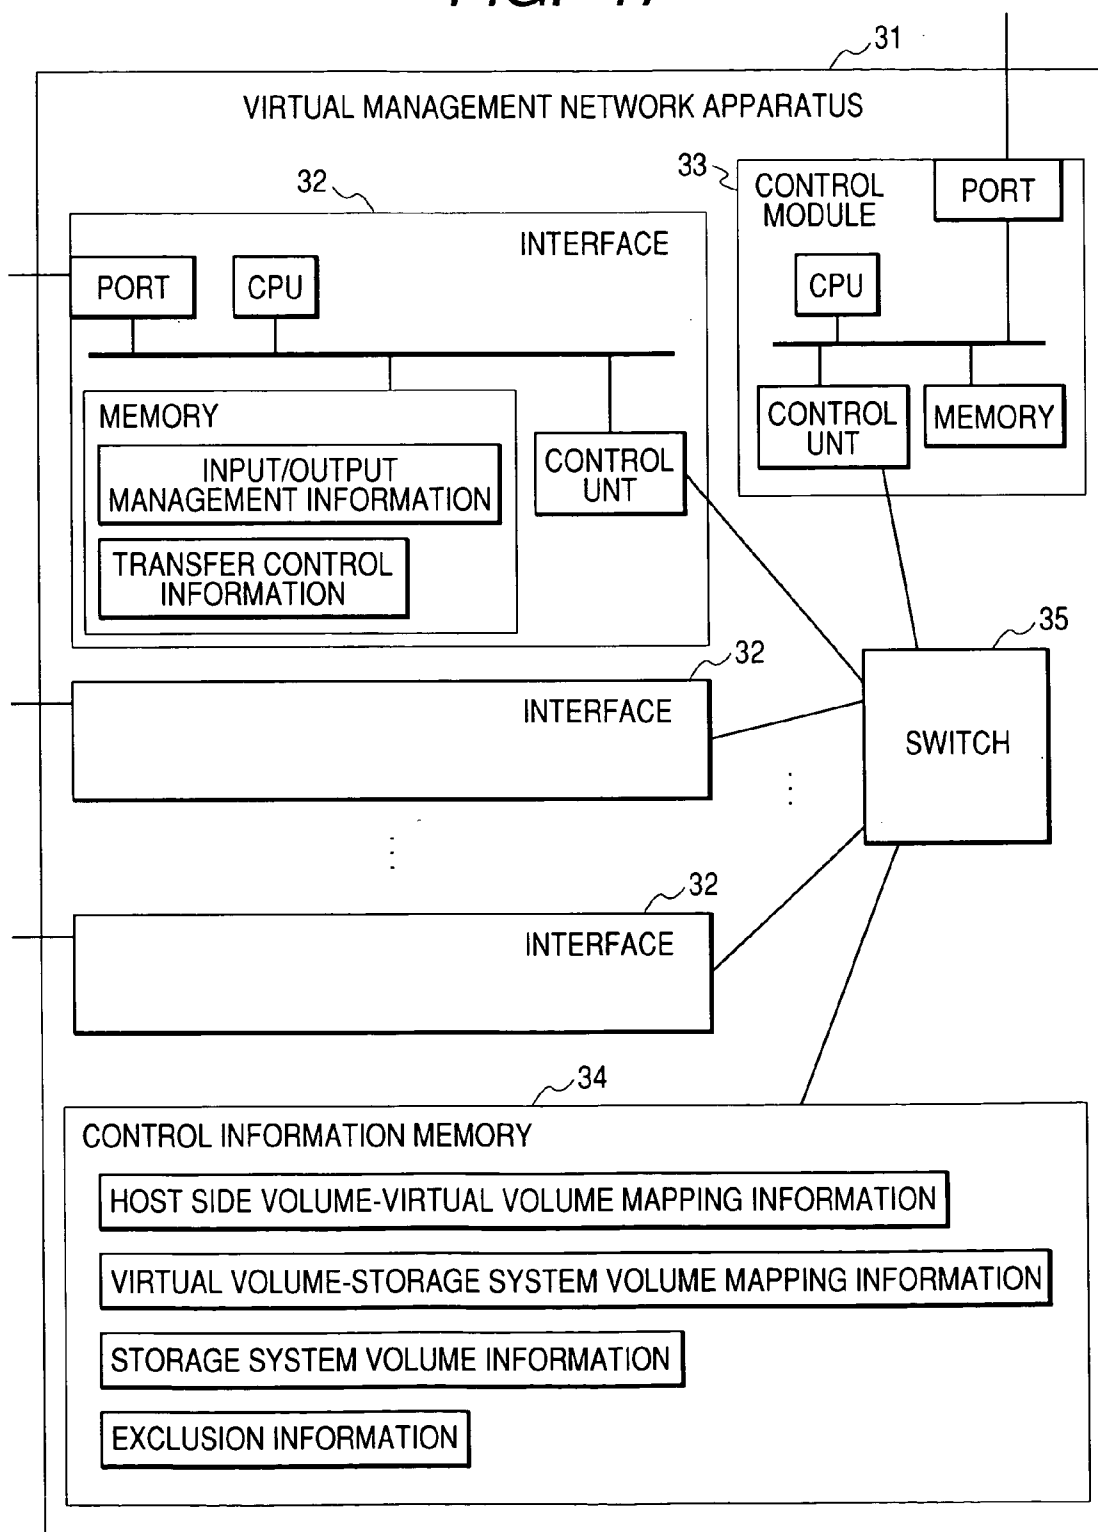 31
VIRTUAL MANAGEMENT NETWORK APPARATUS
32
INTERFACE
PORT
CPU
MEMORY
INPUT/OUTPUT
MANAGEMENT INFORMATION
TRANSFER CONTROL
INFORMATION
CONTROL
UNT
33
CONTROL
MODULE
PORT
CPU
CONTROL
UNT
MEMORY
35
SWITCH
32
INTERFACE
32
INTERFACE
34
CONTROL INFORMATION MEMORY
HOST SIDE VOLUME-VIRTUAL VOLUME MAPPING INFORMATION
VIRTUAL VOLUME-STORAGE SYSTEM VOLUME MAPPING INFORMATION
STORAGE SYSTEM VOLUME INFORMATION
EXCLUSION INFORMATION